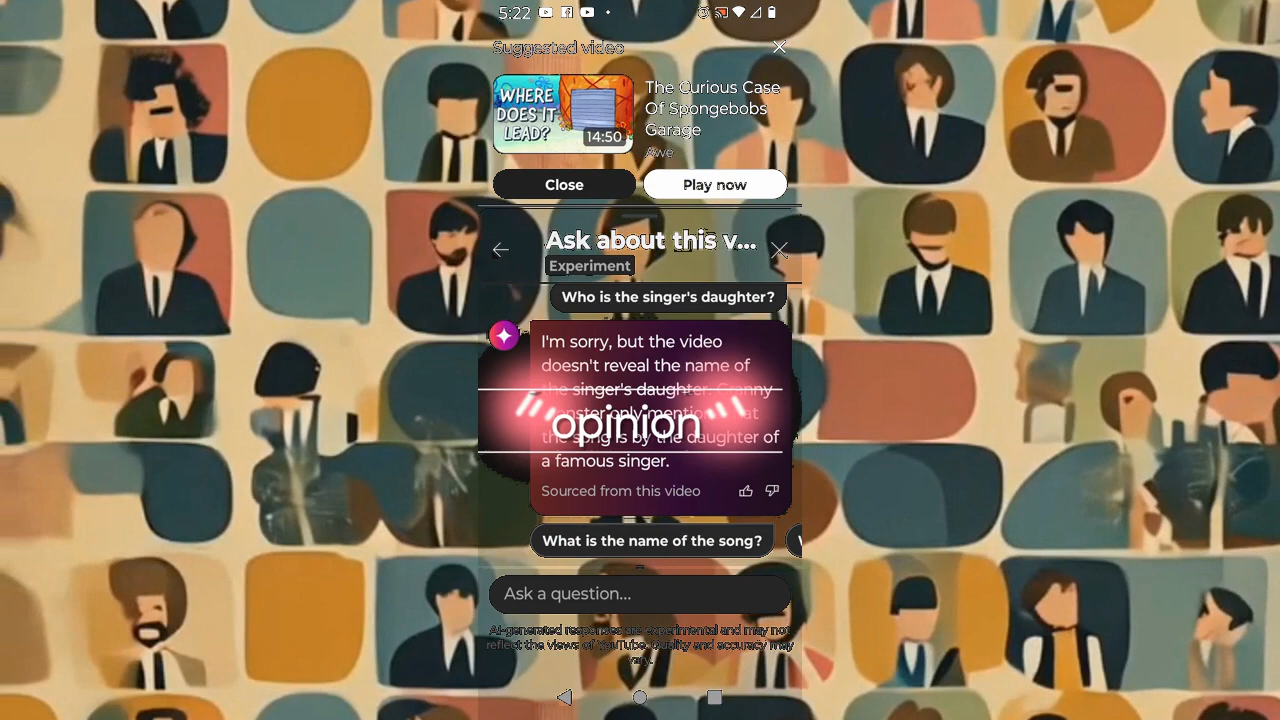 5:22
Suggested video
WHERE
DOES IT
LEAD?
14:50
The Curious Case
Of Spongebobs
Garage
Awe
Close
Play now
Ask about this v...
Experiment
Who is the singer's daughter?
I'm sorry, but the video
doesn't reveal the name of
the singer's daughter. Granny
opinion
the song is by the daughter of
a famous singer.
Sourced from this video
What is the name of the song?
Ask a question...
AI-generated responses are experimental and may not
reflect the views of YouTube. Quality and accuracy may
vary.